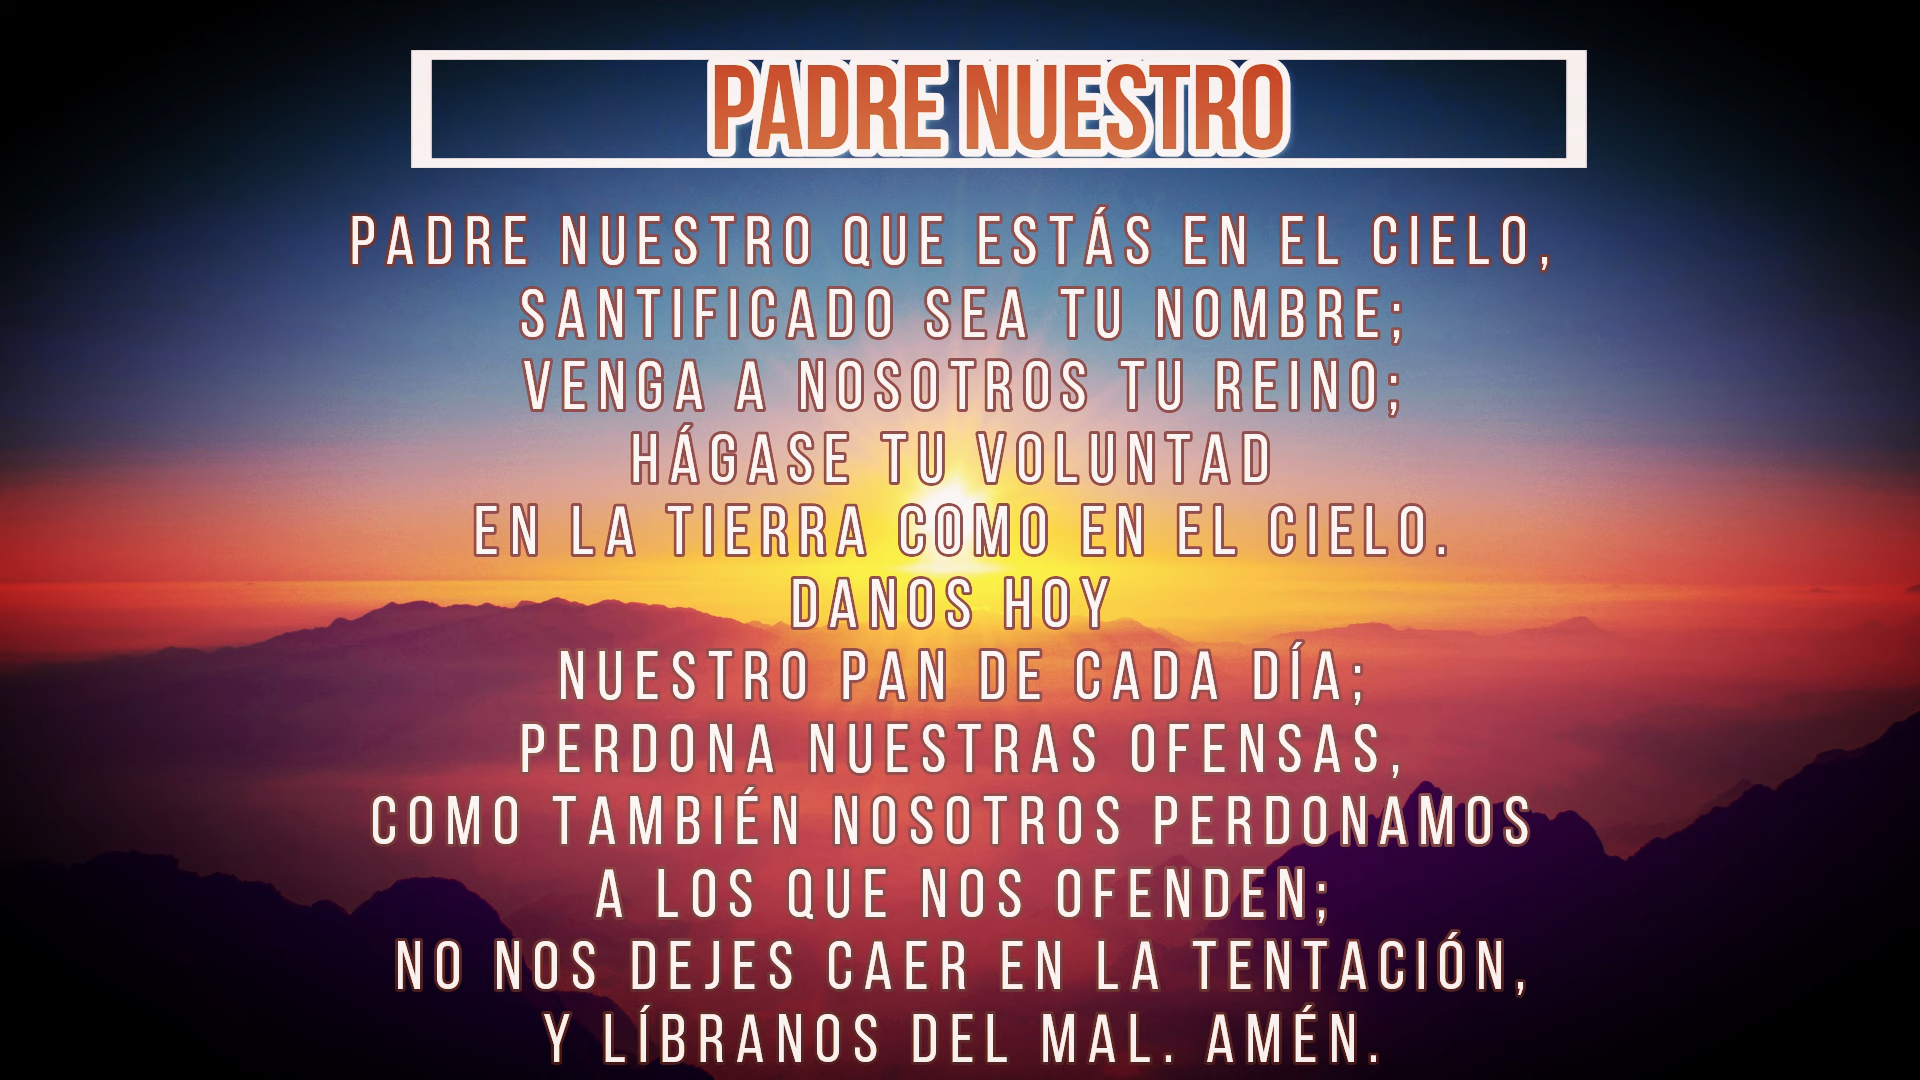 PADRE NUESTRO
PADRE NUESTRO QUE ESTÁS EN EL CIELO,
SANTIFICADO SEA TU NOMBRE;
VENGA A NOSOTROS TU REINO;
HÁGASE TU VOLUNTAD
EN LA TIERRA COMO EN EL CIELO.
DANOS HOY
NUESTRO PAN DE CADA DÍA;
PERDONA NUESTRAS OFENSAS,
COMO TAMBIÉN NOSOTROS PERDONAMOS
A LOS QUE NOS OFENDEN;
NO NOS DEJES CAER EN LA TENTACIÓN,
Y LÍBRANOS DEL MAL. AMÉN.